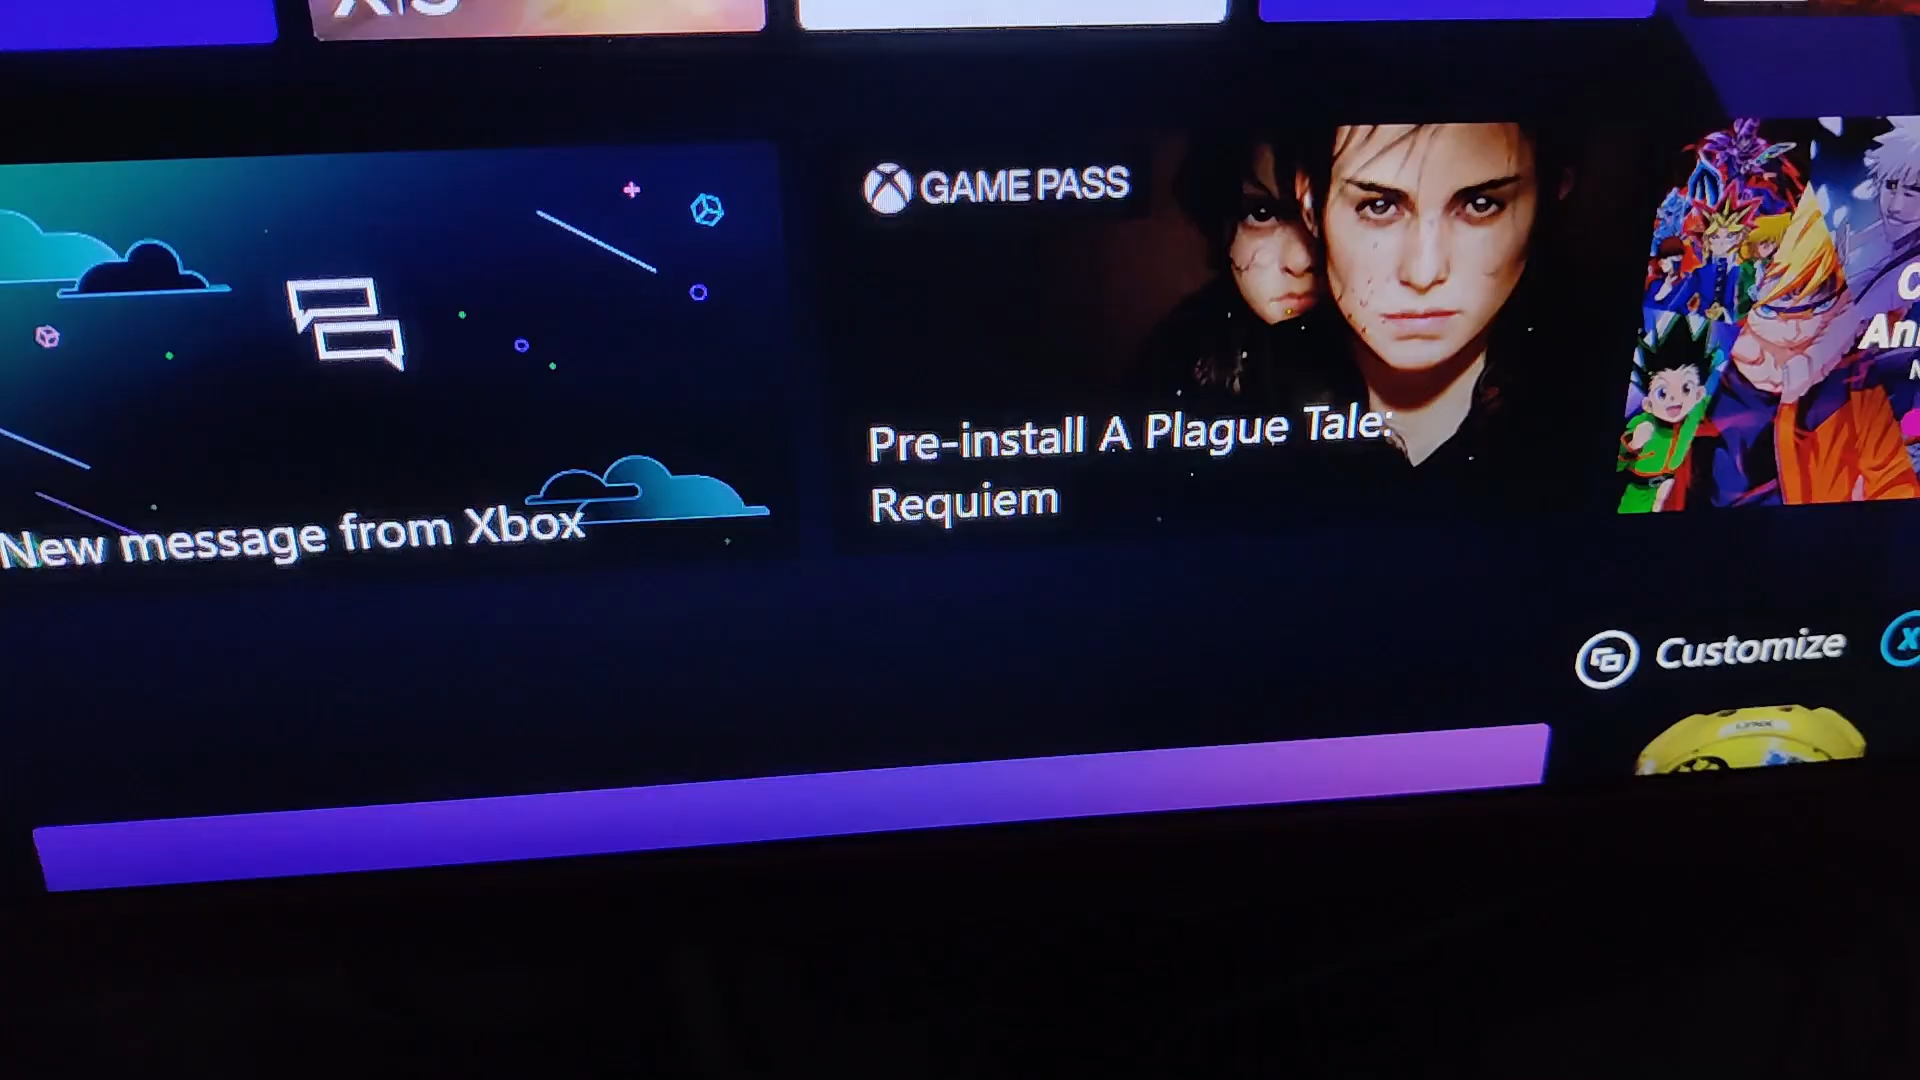 GAME PASS
Pre-install A Plague Tale:
Requiem
New message from Xbox
Customize
X